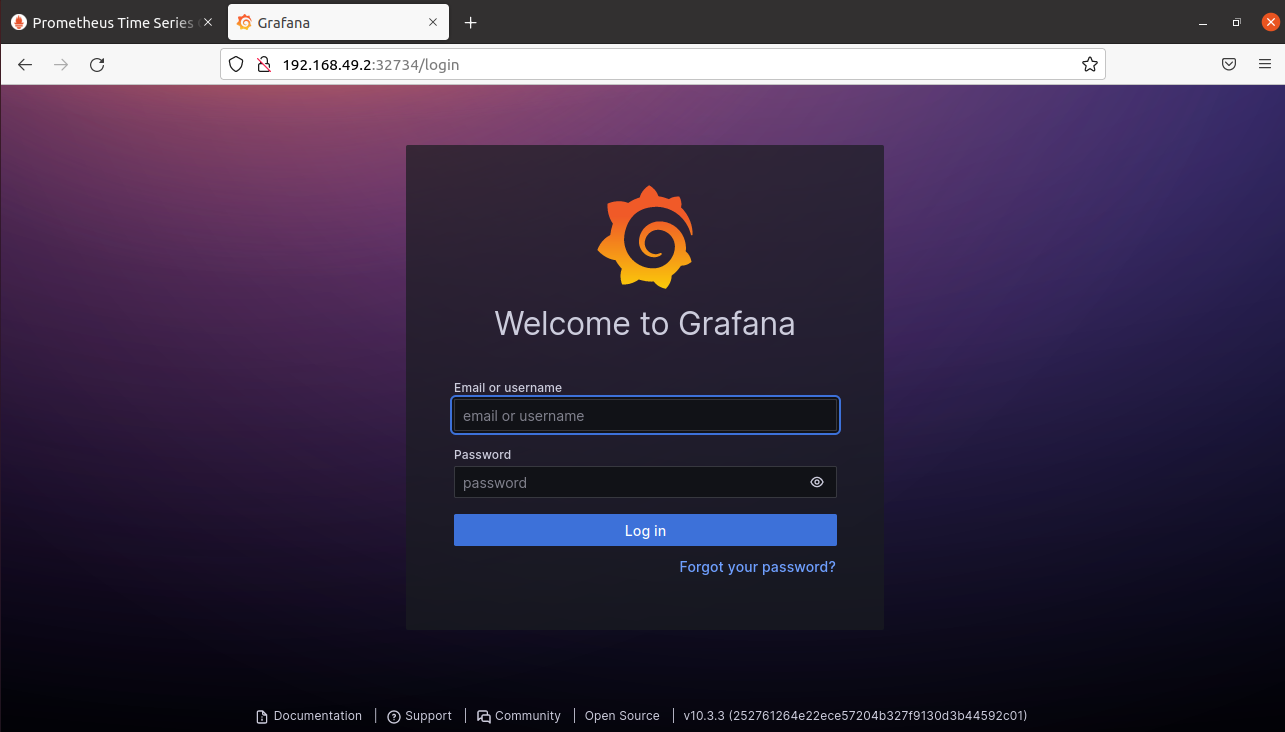 Prometheus Time Series
Grafana
192.168.49.2:32734/login
Welcome to Grafana
Email or username
email or username
Password
password
Log in
Forgot your password?
Documentation
Support
Community
Open Source
v10.3.3 (252761264e22ece57204b327f9130d3b44592c01)